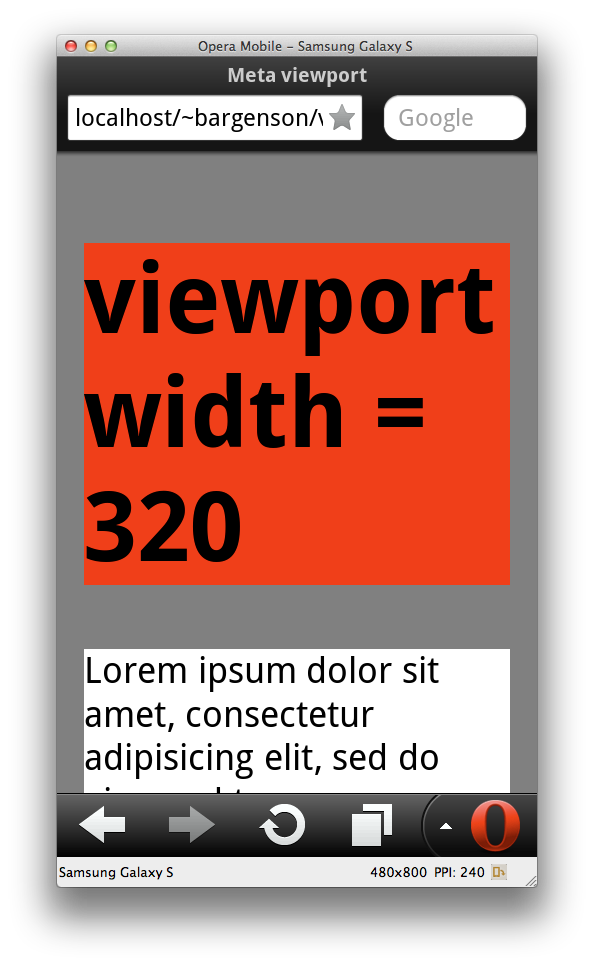 Opera Mobile – Samsung Galaxy S
Meta viewport
localhost/~bargenson/v
Google
viewport
width =
320
Lorem ipsum dolor sit
amet, consectetur
adipisicing elit, sed do
Samsung Galaxy S 480x800 PPI: 240